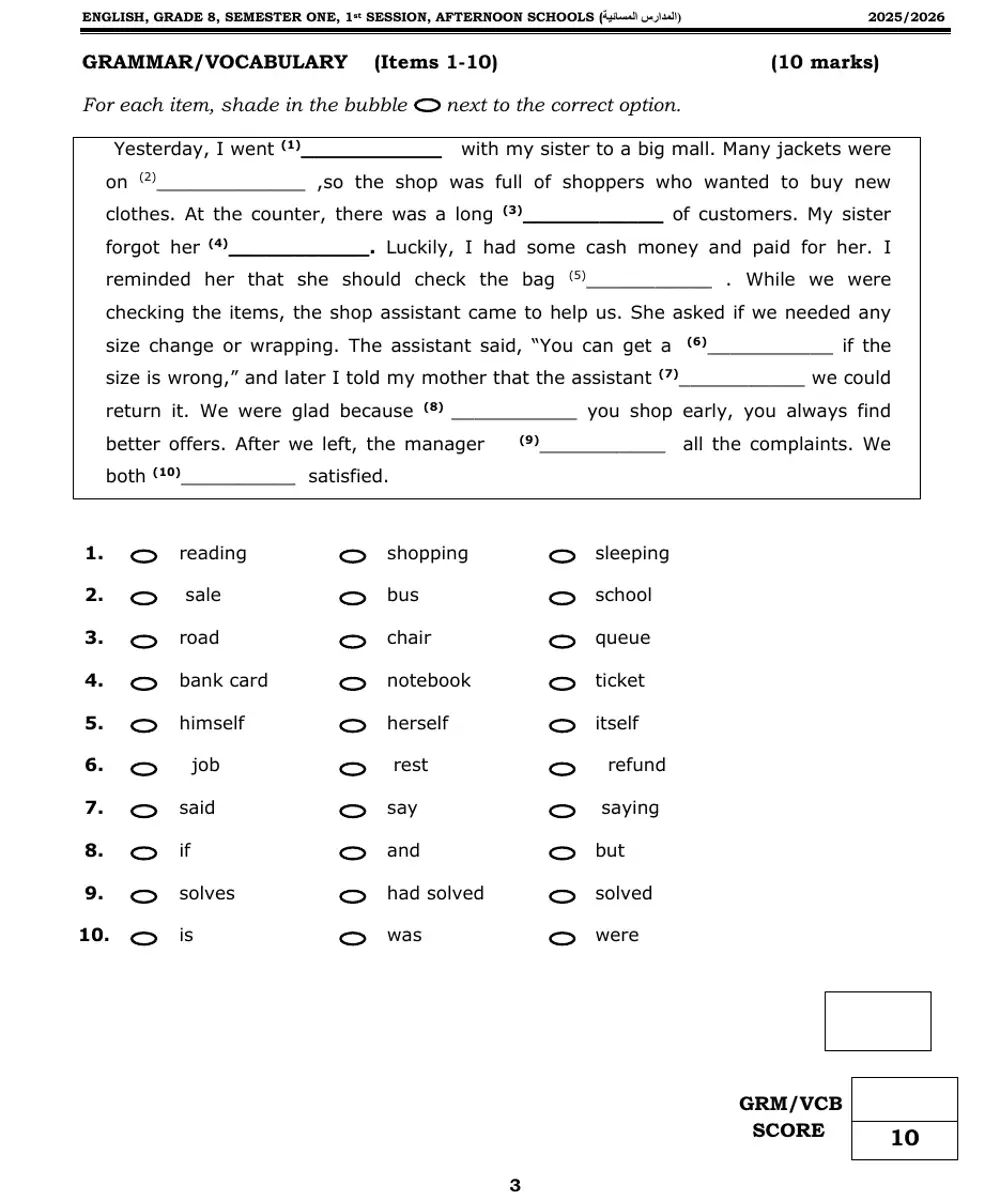 ENGLISH, GRADE 8, SEMESTER ONE, 1st SESSION, AFTERNOON SCHOOLS (المدارس المسائية) 2025/2026
GRAMMAR/VOCABULARY (Items 1-10) (10 marks)
For each item, shade in the bubble next to the correct option.
Yesterday, I went (1)_____________ with my sister to a big mall. Many jackets were
on (2)_____________ ,so the shop was full of shoppers who wanted to buy new
clothes. At the counter, there was a long (3)_____________ of customers. My sister
forgot her (4)_____________. Luckily, I had some cash money and paid for her. I
reminded her that she should check the bag (5)___________ . While we were
checking the items, the shop assistant came to help us. She asked if we needed any
size change or wrapping. The assistant said, “You can get a (6)___________ if the
size is wrong,” and later I told my mother that the assistant (7)___________ we could
return it. We were glad because (8) ___________ you shop early, you always find
better offers. After we left, the manager (9)___________ all the complaints. We
both (10)__________ satisfied.
1. reading shopping sleeping
2. sale bus school
3. road chair queue
4. bank card notebook ticket
5. himself herself itself
6. job rest refund
7. said say saying
8. if and but
9. solves had solved solved
10. is was were
GRM/VCB
SCORE
10
3